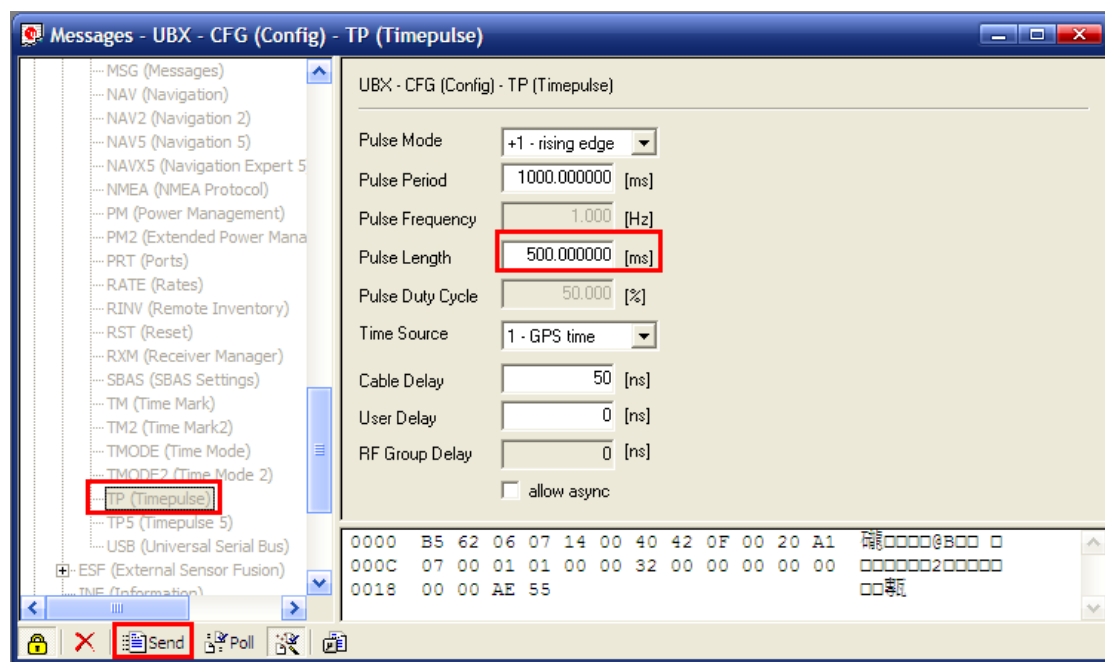 Messages - UBX - CFG (Config) - TP (Timepulse)
MSG (Messages)
NAV (Navigation)
NAV2 (Navigation 2)
NAV5 (Navigation 5)
NAVX5 (Navigation Expert 5
NMEA (NMEA Protocol)
PM (Power Management)
PM2 (Extended Power Mana
PRT (Ports)
RATE (Rates)
RINV (Remote Inventory)
RST (Reset)
RXM (Receiver Manager)
SBAS (SBAS Settings)
TM (Time Mark)
TM2 (Time Mark2)
TMODE (Time Mode)
TMODE2 (Time Mode 2)
TP (Timepulse)
TP5 (Timepulse 5)
USB (Universal Serial Bus)
ESF (External Sensor Fusion)
INF (Information)
UBX - CFG (Config) - TP (Timepulse)
Pulse Mode +1 - rising edge
Pulse Period 1000.000000 [ms]
Pulse Frequency 1.000 [Hz]
Pulse Length 500.000000 [ms]
Pulse Duty Cycle 50.000 [%]
Time Source 1 - GPS time
Cable Delay 50 [ns]
User Delay 0 [ns]
RF Group Delay 0 [ns]
allow async
0000 B5 62 06 07 14 00 40 42 0F 00 20 A1 □□□□@B□□ □
000C 07 00 01 01 00 00 32 00 00 00 00 00 □□□□□□2□□□□□
0018 00 00 AE 55 □□
Send Poll